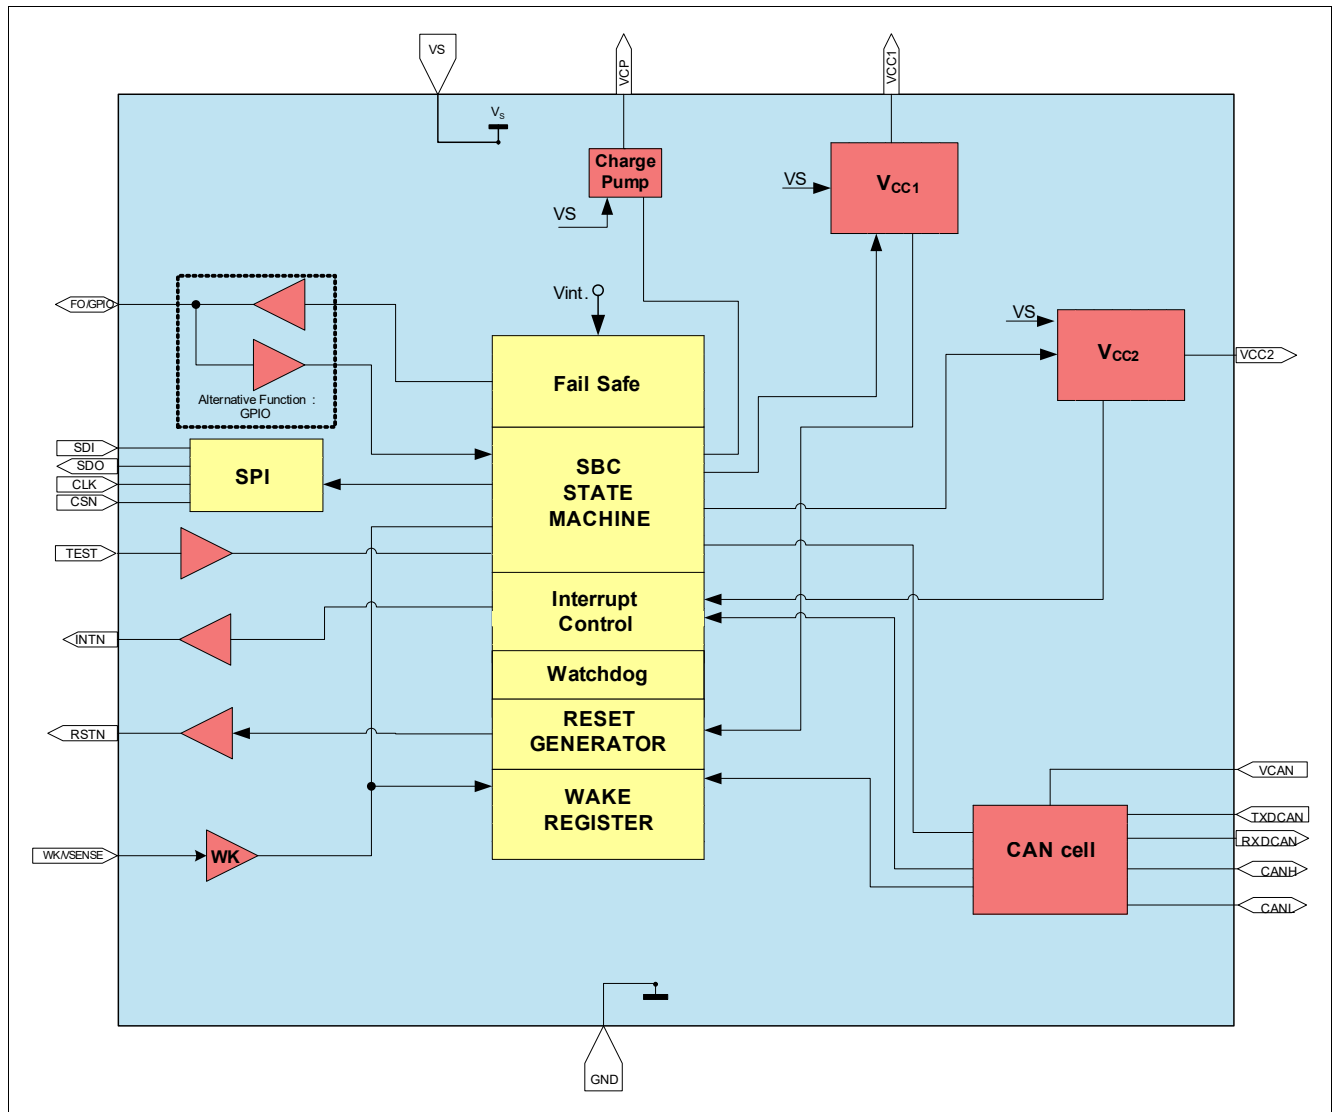 VS
VCP
VCC1
Vs
Charge
Pump
VS
VS
VCC1
FO/GPIO
Vint.
VS
VCC2
VCC2
Fail Safe
Alternative Function :
GPIO
SDI
SDO
CLK
CSN
SPI
SBC
STATE
MACHINE
TEST
Interrupt
Control
INTN
Watchdog
RSTN
RESET
GENERATOR
WAKE
REGISTER
WK/VSENSE
WK
VCAN
TXDCAN
RXDCAN
CANH
CANL
CAN cell
GND